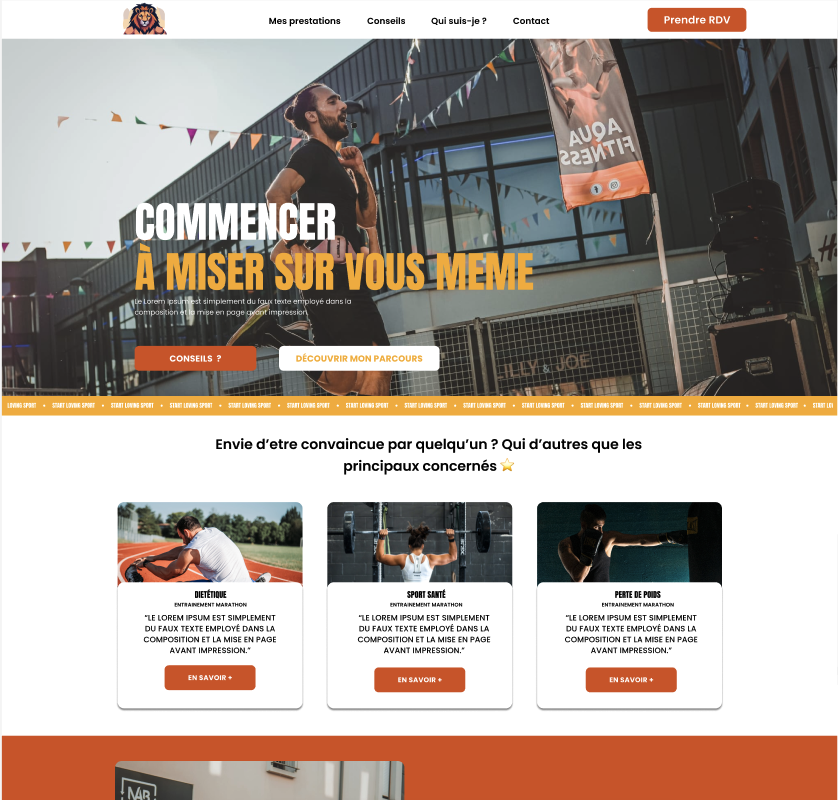 Mes prestations Conseils Qui suis-je ? Contact Prendre RDV
AQUA
FITNESS
COMMENCER
À MISER SUR VOUS MEME
Le Lorem Ipsum est simplement du faux texte employé dans la
composition et la mise en page avant impression.
CONSEILS ? DÉCOUVRIR MON PARCOURS
LILLY & JOE
LOVING SPORT • START LOVING SPORT • START LOVING SPORT • START LOVING SPORT • START LOVING SPORT • START LOVING SPORT • START LOVING SPORT • START LOVING SPORT • START LOVING SPORT • START LOVING SPORT • START LOVING SPORT • START LOVING SPORT • START LOVING SPORT • START LOV
Envie d’etre convaincue par quelqu’un ? Qui d’autres que les
principaux concernés ⭐
DIETÉTIQUE
ENTRAINEMENT MARATHON
“LE LOREM IPSUM EST SIMPLEMENT
DU FAUX TEXTE EMPLOYÉ DANS LA
COMPOSITION ET LA MISE EN PAGE
AVANT IMPRESSION.”
EN SAVOIR +
SPORT SANTÉ
ENTRAINEMENT MARATHON
“LE LOREM IPSUM EST SIMPLEMENT
DU FAUX TEXTE EMPLOYÉ DANS LA
COMPOSITION ET LA MISE EN PAGE
AVANT IMPRESSION.”
EN SAVOIR +
PERTE DE POIDS
ENTRAINEMENT MARATHON
“LE LOREM IPSUM EST SIMPLEMENT
DU FAUX TEXTE EMPLOYÉ DANS LA
COMPOSITION ET LA MISE EN PAGE
AVANT IMPRESSION.”
EN SAVOIR +